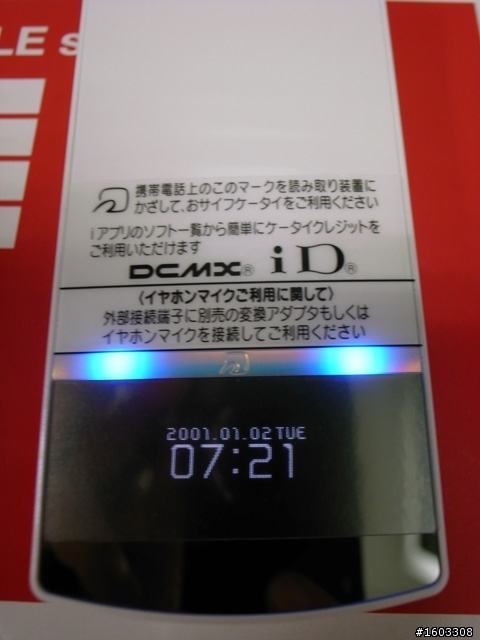 LE s
携帯電話上のこのマークを読み取り装置に
かざして、おサイフケータイをご利用ください
iアプリのソフト一覧から簡単にケータイクレジットを
ご利用いただけます
DCMX® iD®
〈イヤホンマイクご利用に関して〉
外部接続端子に別売の変換アダプタもしくは
イヤホンマイクを接続してご利用ください
2001.01.02 TUE
07:21
#1603308